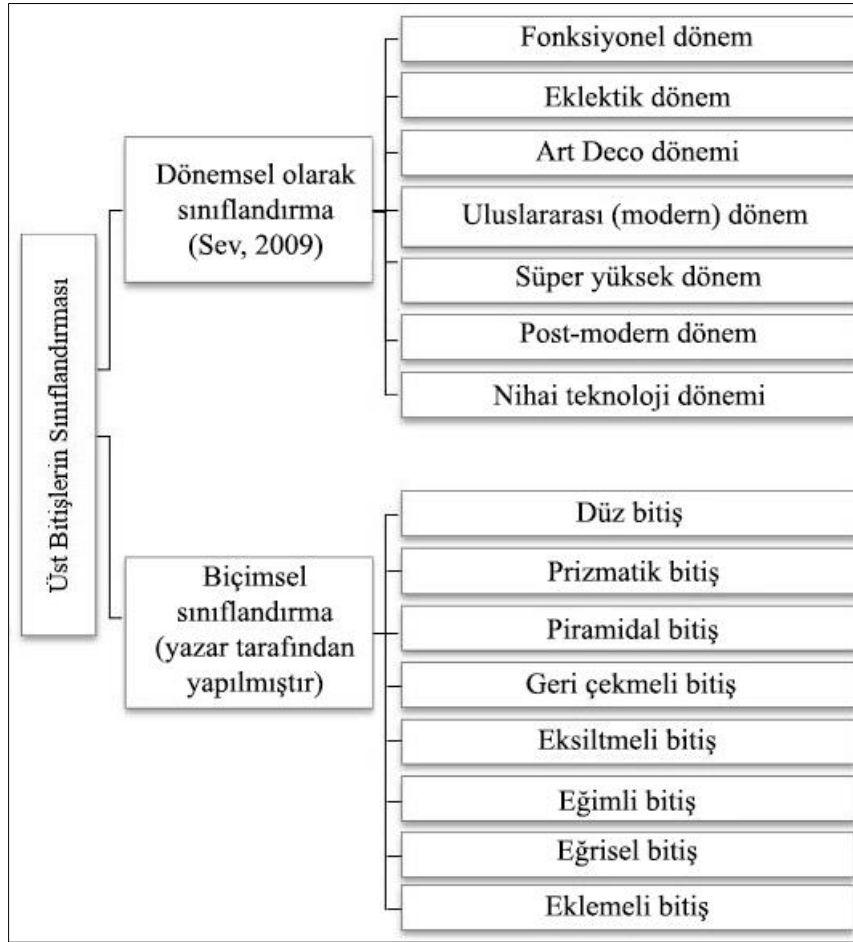 Üst Bitişlerin Sınıflandırması
Dönemsel olarak
sınıflandırma
(Sev, 2009)
Fonksiyonel dönem
Eklektik dönem
Art Deco dönemi
Uluslararası (modern) dönem
Süper yüksek dönem
Post-modern dönem
Nihai teknoloji dönemi
Biçimsel
sınıflandırma
(yazar tarafından
yapılmıştır)
Düz bitiş
Prizmatik bitiş
Piramidal bitiş
Geri çekmeli bitiş
Eksiltmeli bitiş
Eğimli bitiş
Eğrisel bitiş
Eklemeli bitiş